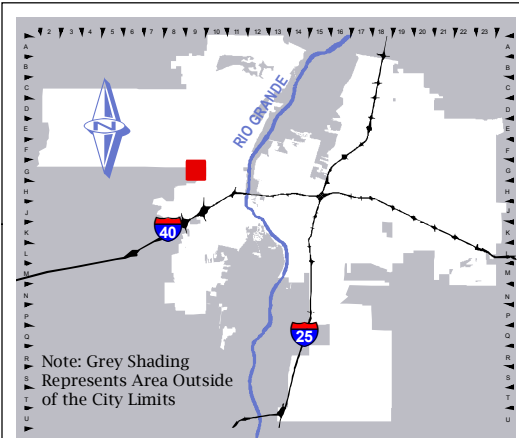 2 3 4 5 6 7 8 9 10 11 12 13 14 15 16 17 18 19 20 21 22 23
A A
B B
C C
D D
E E
F F
G G
H H
J J
K K
L L
M M
N N
P P
Q Q
R R
S S
T T
U U
N
RIO GRANDE
40
25
Note: Grey Shading
Represents Area Outside
of the City Limits